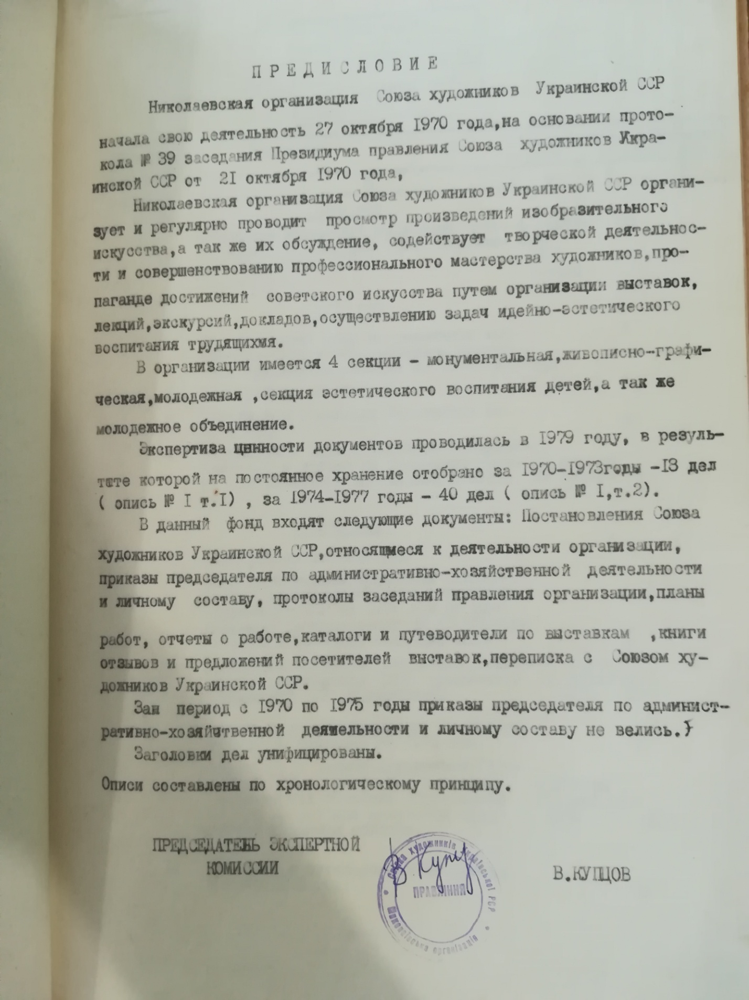 ПРЕДИСЛОВИЕ
Николаевская организация Союза художников Украинской ССР
начала свою деятельность 27 октября 1970 года,на основании прото-
кола № 39 заседания Президиума правления Союза художников Укра-
инской ССР от 21 октября 1970 года,
Николаевская организация Союза художников Украинской ССР органи-
зует и регулярно проводит просмотр произведений изобразительного
искусства,а так же их обсуждение, содействует творческой деятельнос-
ти и совершенствованию профессионального мастерства художников,про-
паганде достижений советского искусства путем организации выставок,
лекций,экскурсий,докладов,осуществлению задач идейно-эстетического
воспитания трудящихмя.
В организации имеется 4 секции - монументальная,живописно-графи-
ческая,молодежная ,секция эстетического воспитания детей,а так же
молодежное объединение.
Экспертиза ценности документов проводилась в 1979 году, в резуль-
тате которой на постоянное хранение отобрано за 1970-1973годы -13 дел
( опись № I т.I) , за 1974-1977 годы - 40 дел ( опись № I,т.2).
В данный фонд входят следующие документы: Постановления Союза
художников Украинской ССР,относящиеся к деятельности организации,
приказы председателя по административно-хозяйственной деятельности
и личному составу, протоколы заседаний правления организации,планы
работ, отчеты о работе,каталоги и путеводители по выставкам ,книги
отзывов и предложений посетителей выставок,переписка с Союзом ху-
дожников Украинской ССР.
Зан период с 1970 по 1975 годы приказы председателя по админист-
ративно-хозяйчтвенной деятельности и личному составу не велись.)
Заголовки дел унифицированы.
Описи составлены по хронологическому принципу.
ПРЕДСЕДАТЕЛЬ ЭКСПЕРТНОЙ
КОМИССИИ
В.КУПЦОВ
Спілка художників Української РСР
ПРАВЛІННЯ
Миколаївська організація